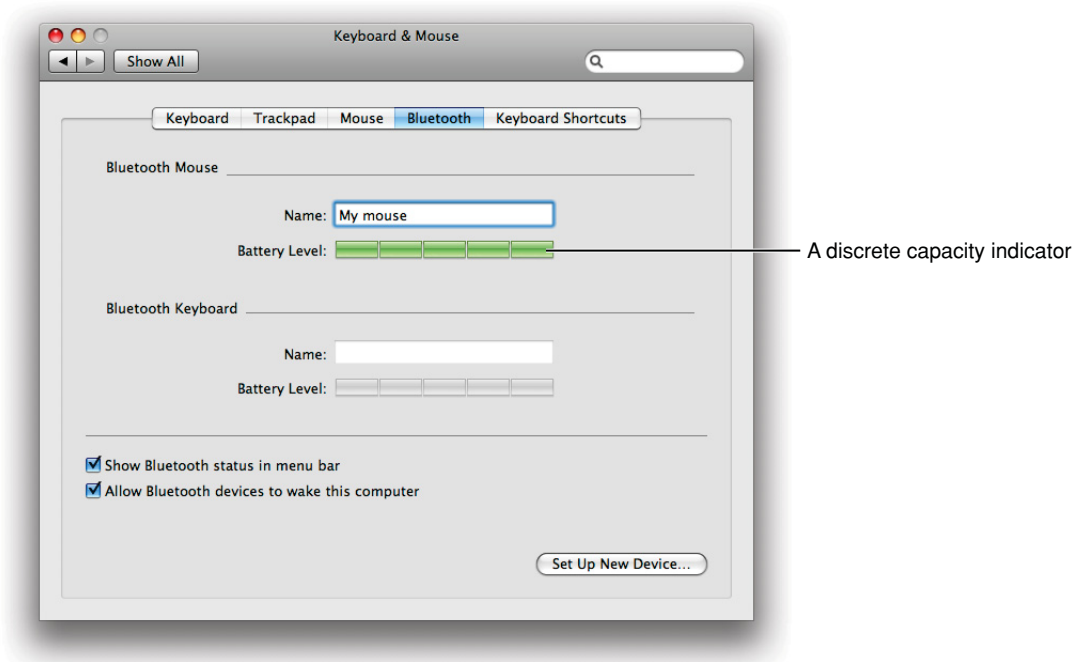 Keyboard & Mouse
Show All
Keyboard Trackpad Mouse Bluetooth Keyboard Shortcuts
Bluetooth Mouse
Name: My mouse
Battery Level:
A discrete capacity indicator
Bluetooth Keyboard
Name:
Battery Level:
Show Bluetooth status in menu bar
Allow Bluetooth devices to wake this computer
Set Up New Device...